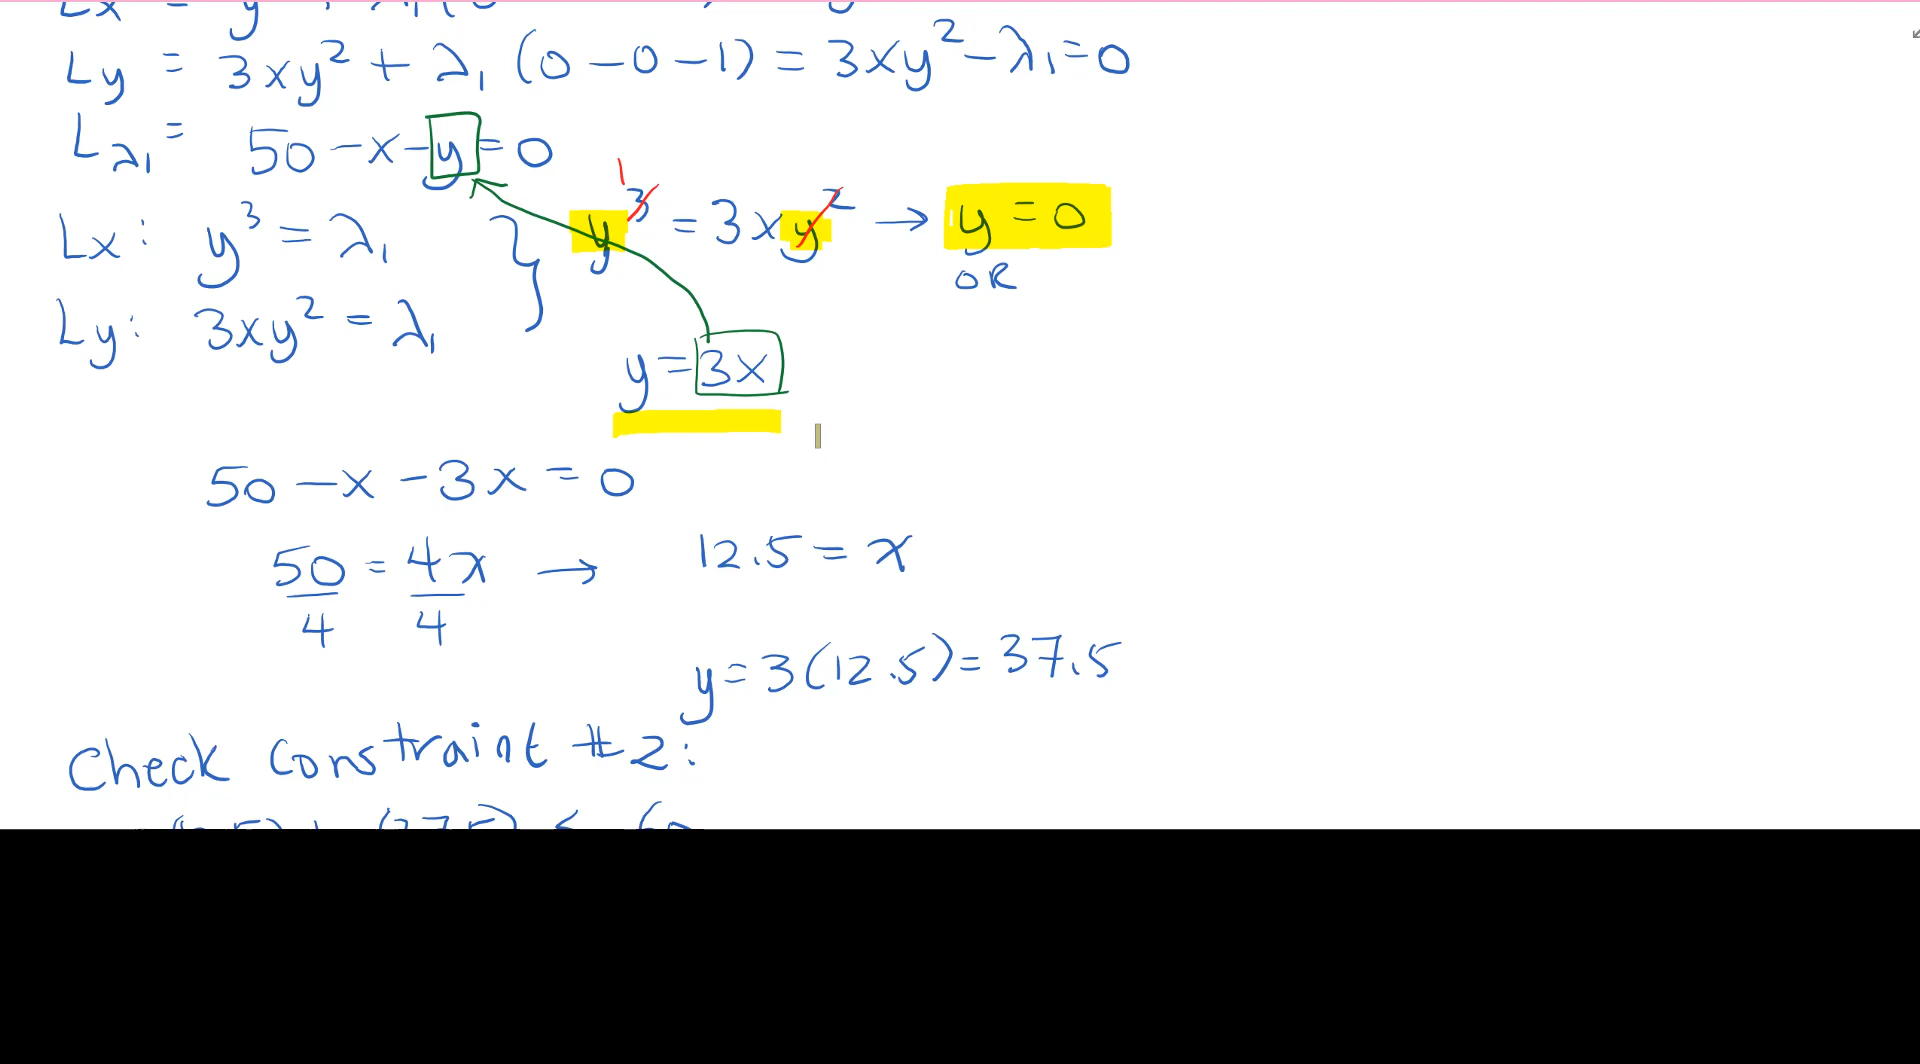 Ly = 3xy² + λ₁ (0 − 0 − 1) = 3xy² − λ₁ = 0
Lλ₁ = 50 − x − y = 0
Lx: y³ = λ₁
1
y³ = 3xy² → y = 0
OR
Ly: 3xy² = λ₁
y = 3x
50 − x − 3x = 0
50/4 = 4x/4 → 12.5 = x
y = 3(12.5) = 37.5
Check Constraint #2: